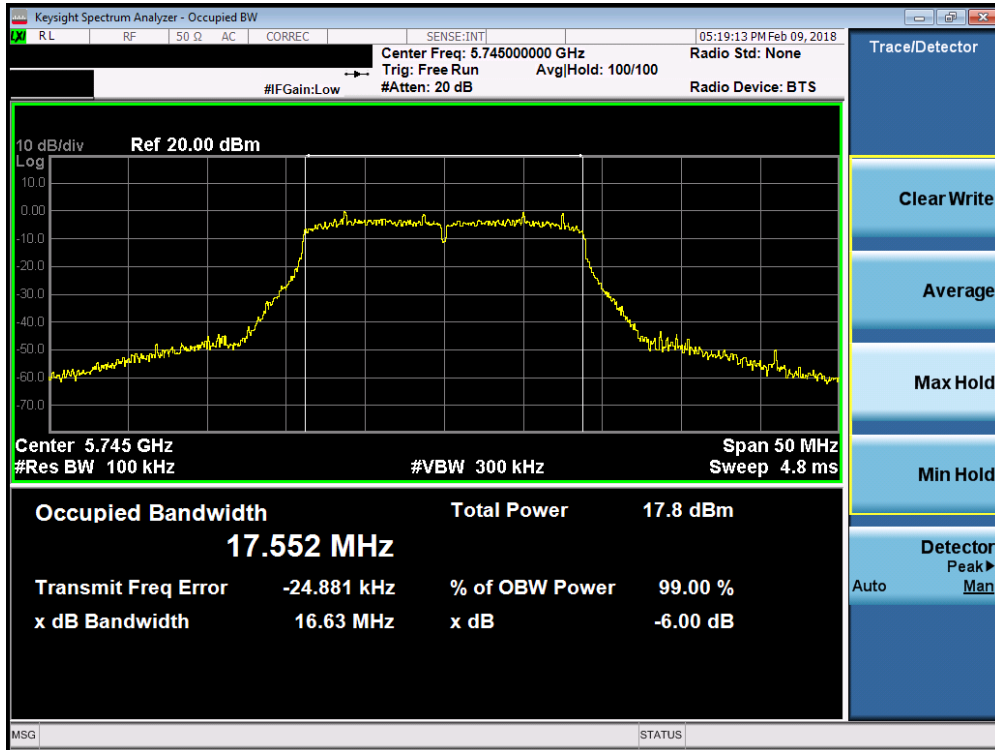 Keysight Spectrum Analyzer - Occupied BW
LXI RL RF 50 Ω AC CORREC SENSE:INT 05:19:13 PM Feb 09, 2018
Center Freq: 5.745000000 GHz Radio Std: None
Trig: Free Run Avg|Hold: 100/100
#IFGain:Low #Atten: 20 dB Radio Device: BTS
10 dB/div Ref 20.00 dBm
Log
10.0
0.00
-10.0
-20.0
-30.0
-40.0
-50.0
-60.0
-70.0
Center 5.745 GHz Span 50 MHz
#Res BW 100 kHz #VBW 300 kHz Sweep 4.8 ms
Occupied Bandwidth Total Power 17.8 dBm
17.552 MHz
Transmit Freq Error -24.881 kHz % of OBW Power 99.00 %
x dB Bandwidth 16.63 MHz x dB -6.00 dB
MSG STATUS
Trace/Detector
Clear Write
Average
Max Hold
Min Hold
Detector
Peak▶
Auto Man